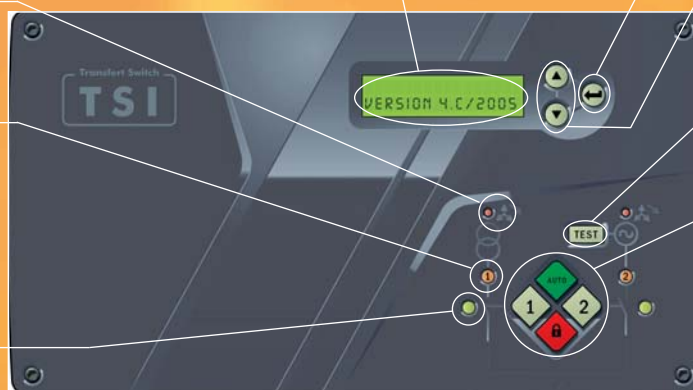 Transfert Switch
TSI
VERSION 4.C/2005
TEST
1
2
AUTO
1
2